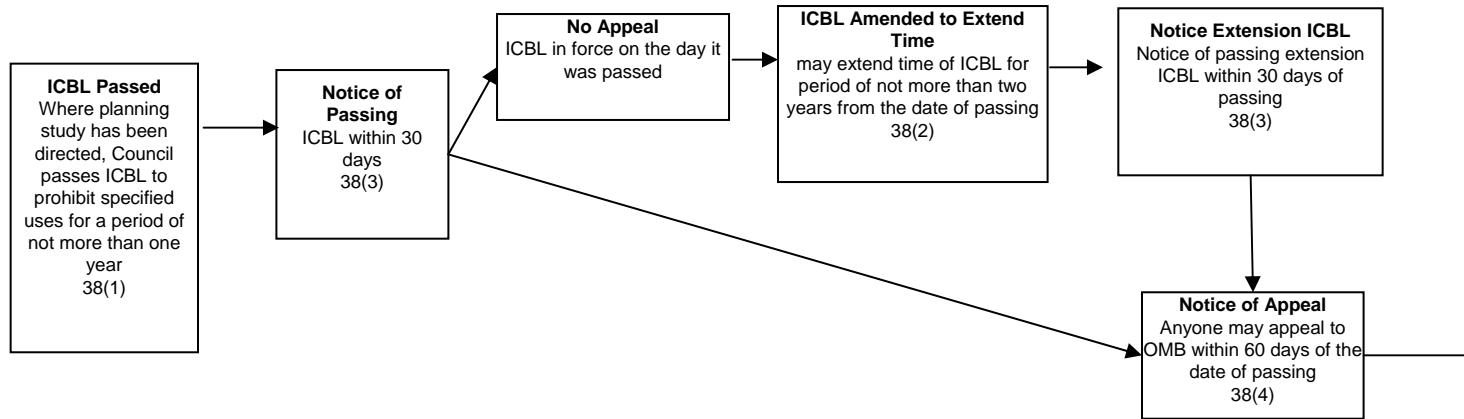 ICBL Passed
Where planning
study has been
directed, Council
passes ICBL to
prohibit specified
uses for a period of
not more than one
year
38(1)
Notice of
Passing
ICBL within 30
days
38(3)
No Appeal
ICBL in force on the day it
was passed
ICBL Amended to Extend
Time
may extend time of ICBL for
period of not more than two
years from the date of passing
38(2)
Notice Extension ICBL
Notice of passing extension
ICBL within 30 days of
passing
38(3)
Notice of Appeal
Anyone may appeal to
OMB within 60 days of the
date of passing
38(4)